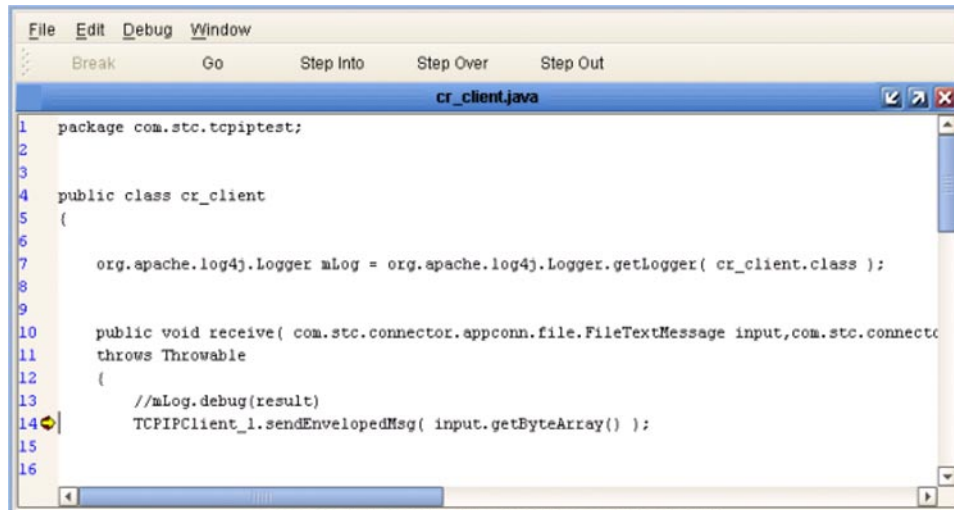 File Edit Debug Window
Break Go Step Into Step Over Step Out
cr_client.java
1 package com.stc.tcpiptest;
2
3
4 public class cr_client
5 {
6
7 org.apache.log4j.Logger mLog = org.apache.log4j.Logger.getLogger( cr_client.class );
8
9
10 public void receive( com.stc.connector.appconn.file.FileTextMessage input,com.stc.connecto
11 throws Throwable
12 {
13 //mLog.debug(result)
14 TCPIPClient_1.sendEnvelopedMsg( input.getByteArray() );
15
16